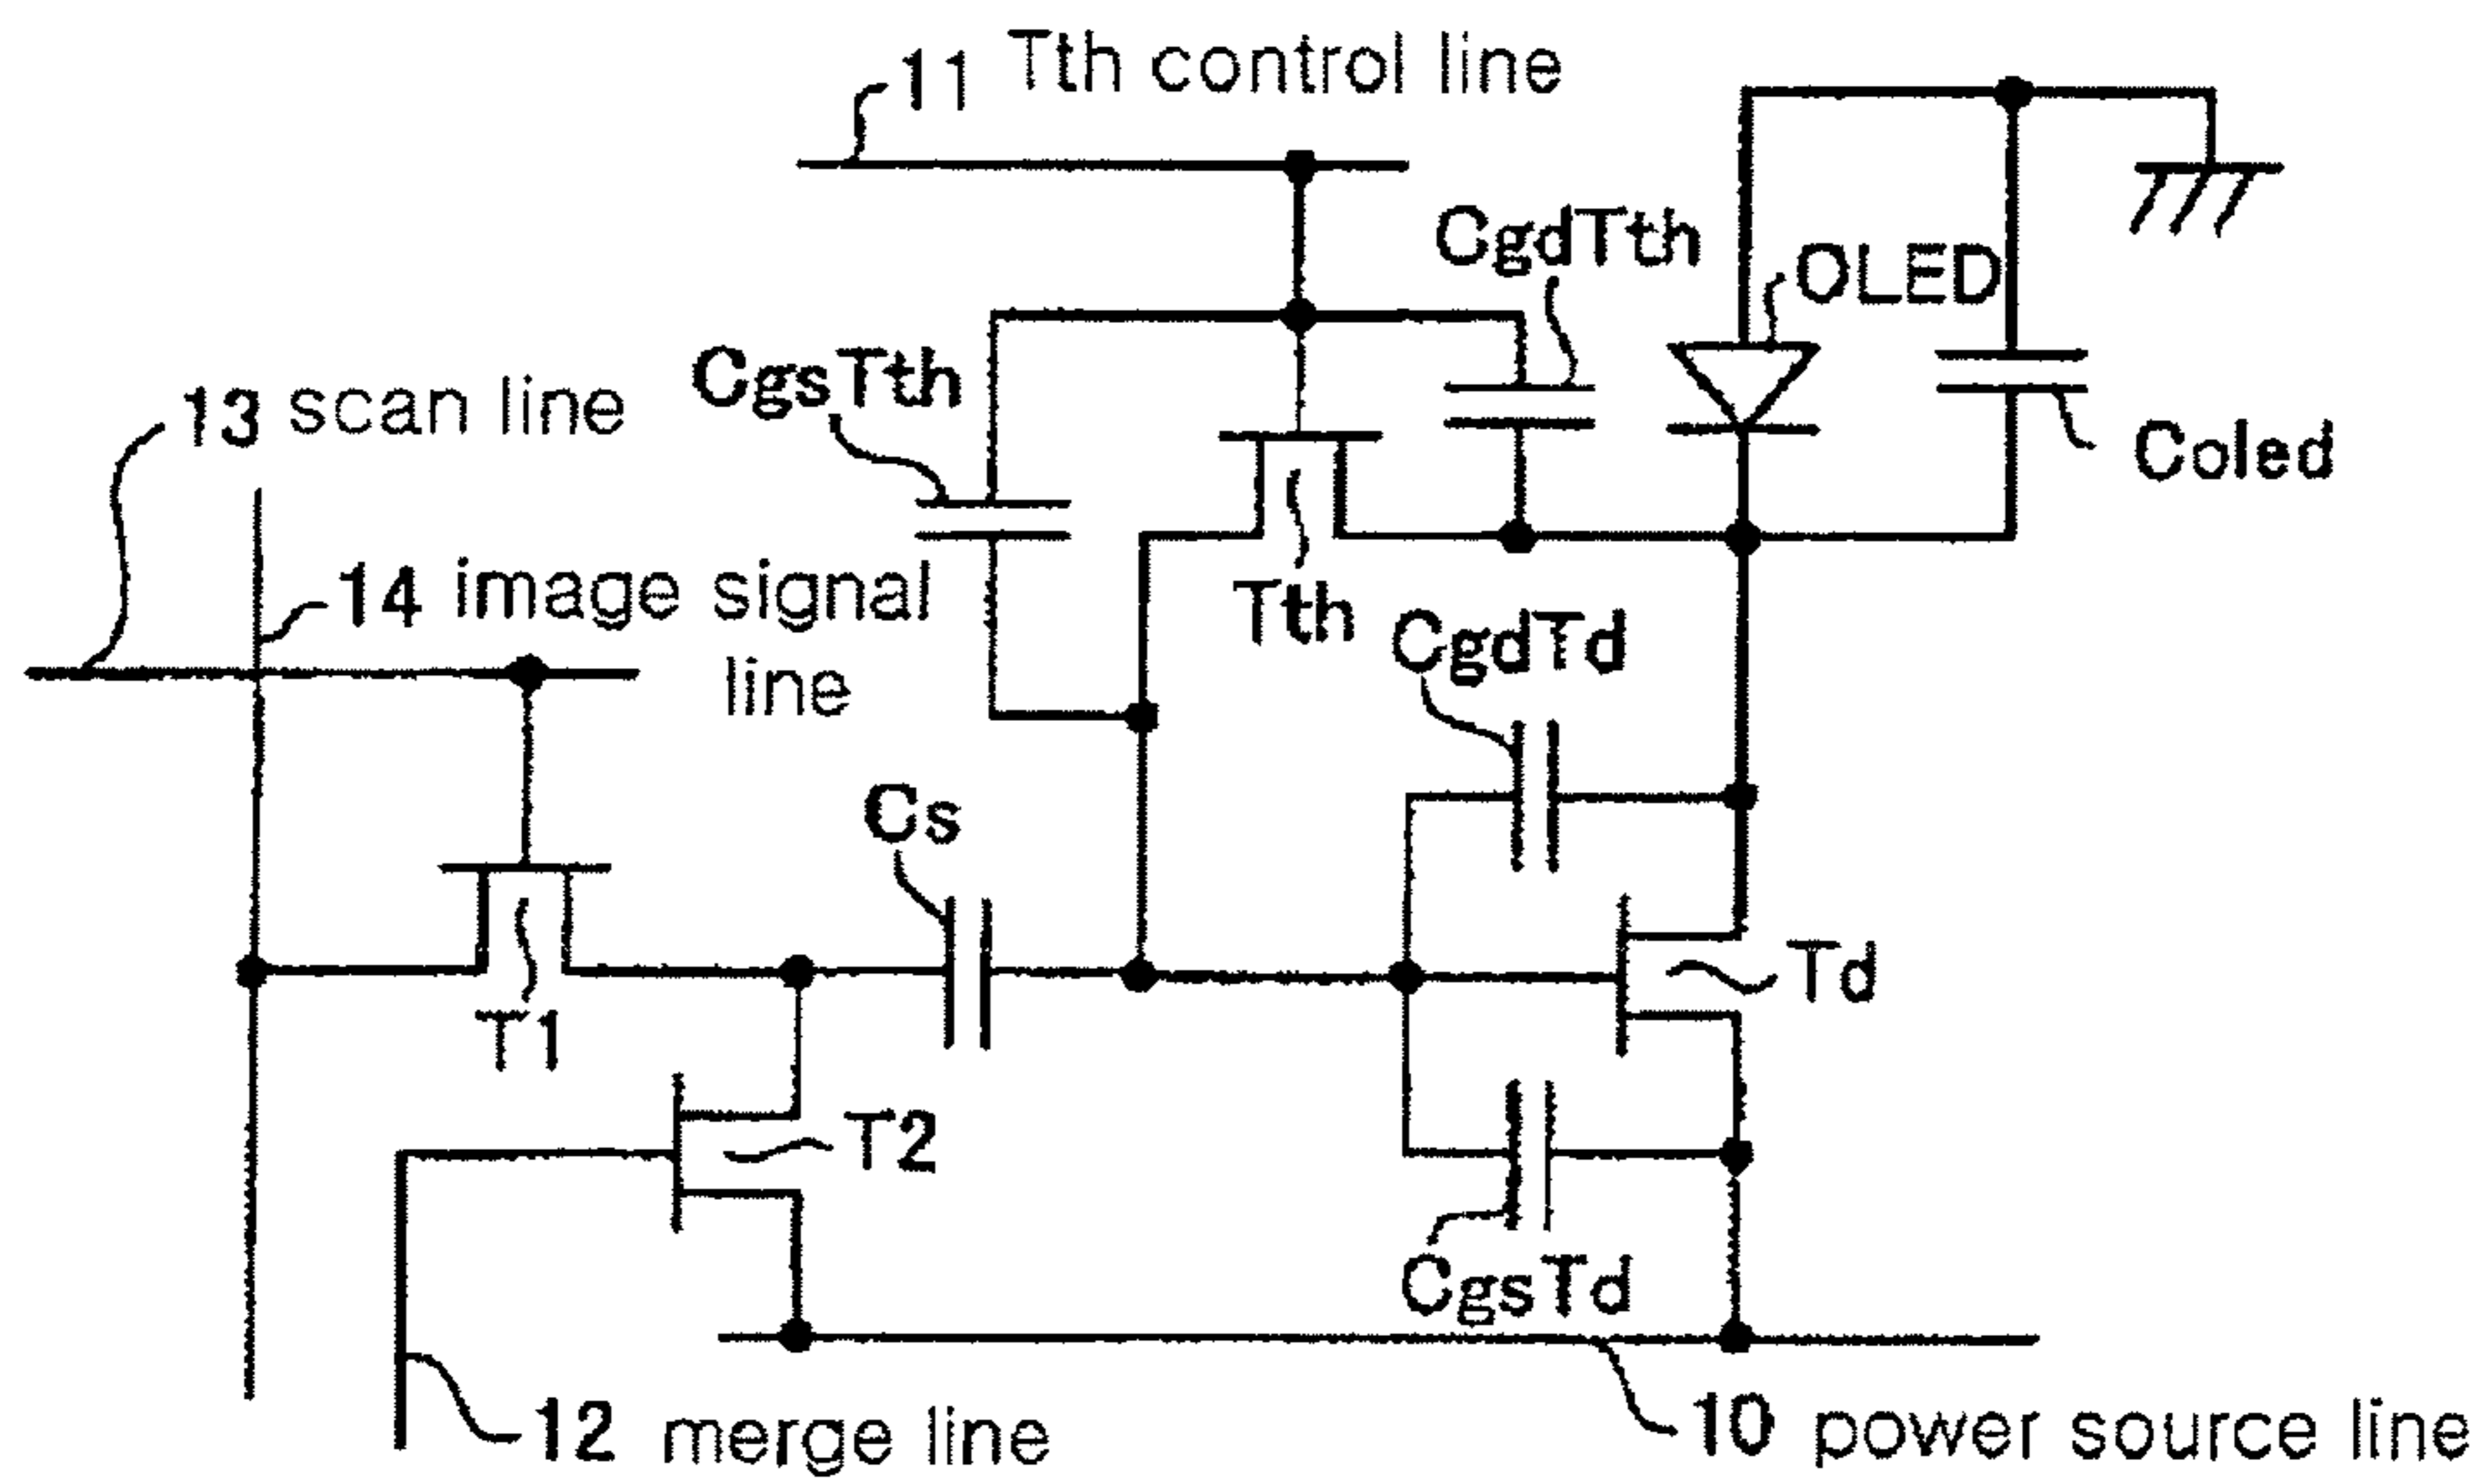 11 Tth control line
CgdTth
OLED
CgsTth
13 scan line
Coled
14 image signal
line
Tth
CgdTd
Cs
Td
T1
T2
CgsTd
12 merge line
10 power source line